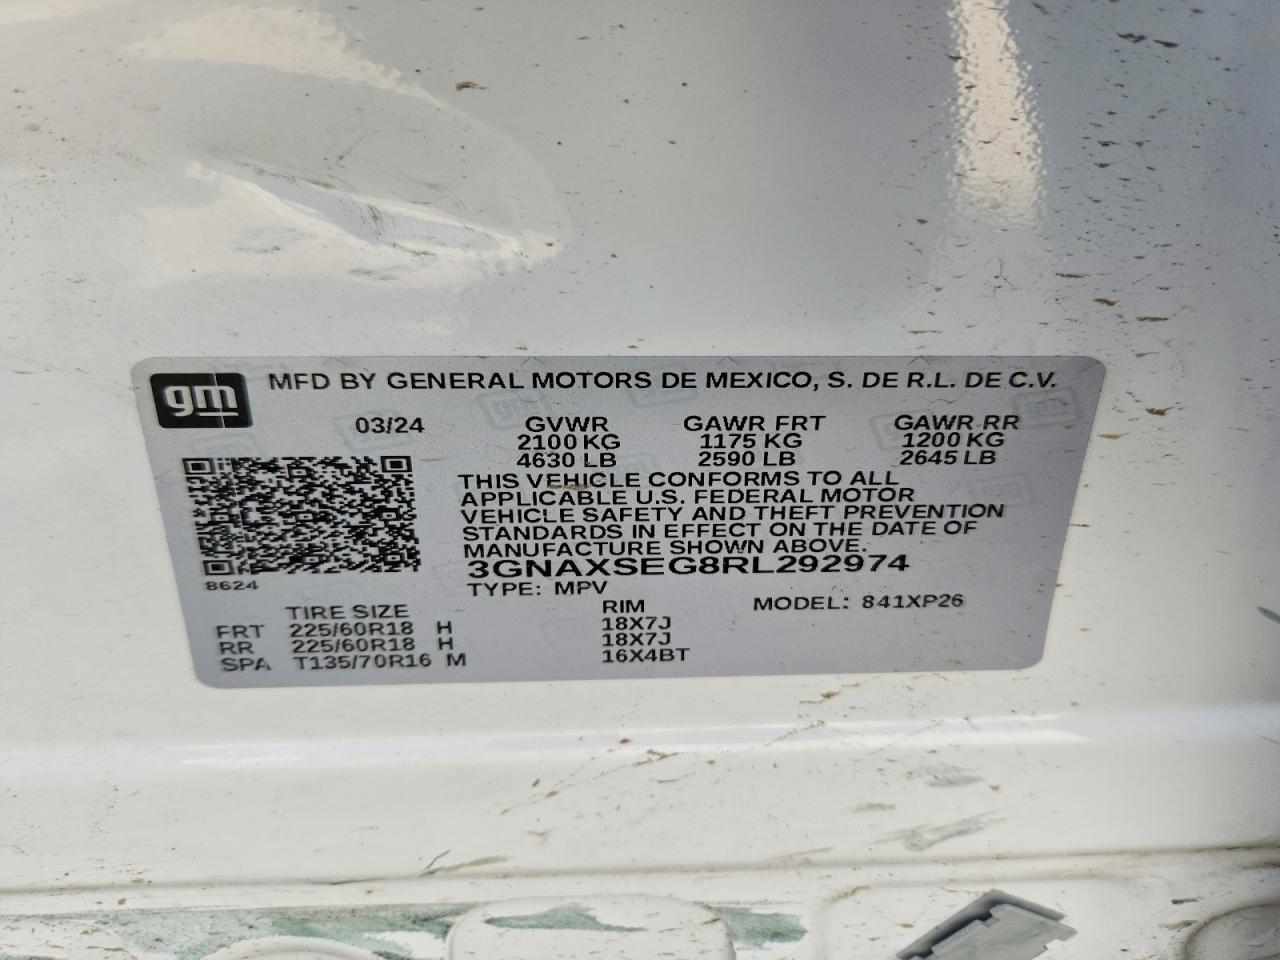 gm MFD BY GENERAL MOTORS DE MEXICO, S. DE R.L. DE C.V.
03/24 GVWR GAWR FRT GAWR RR
2100 KG 1175 KG 1200 KG
4630 LB 2590 LB 2645 LB
THIS VEHICLE CONFORMS TO ALL
APPLICABLE U.S. FEDERAL MOTOR
VEHICLE SAFETY AND THEFT PREVENTION
STANDARDS IN EFFECT ON THE DATE OF
MANUFACTURE SHOWN ABOVE.
3GNAXSEG8RL292974
8624
TYPE: MPV
TIRE SIZE RIM MODEL: 841XP26
FRT 225/60R18 H 18X7J
RR 225/60R18 H 18X7J
SPA T135/70R16 M 16X4BT